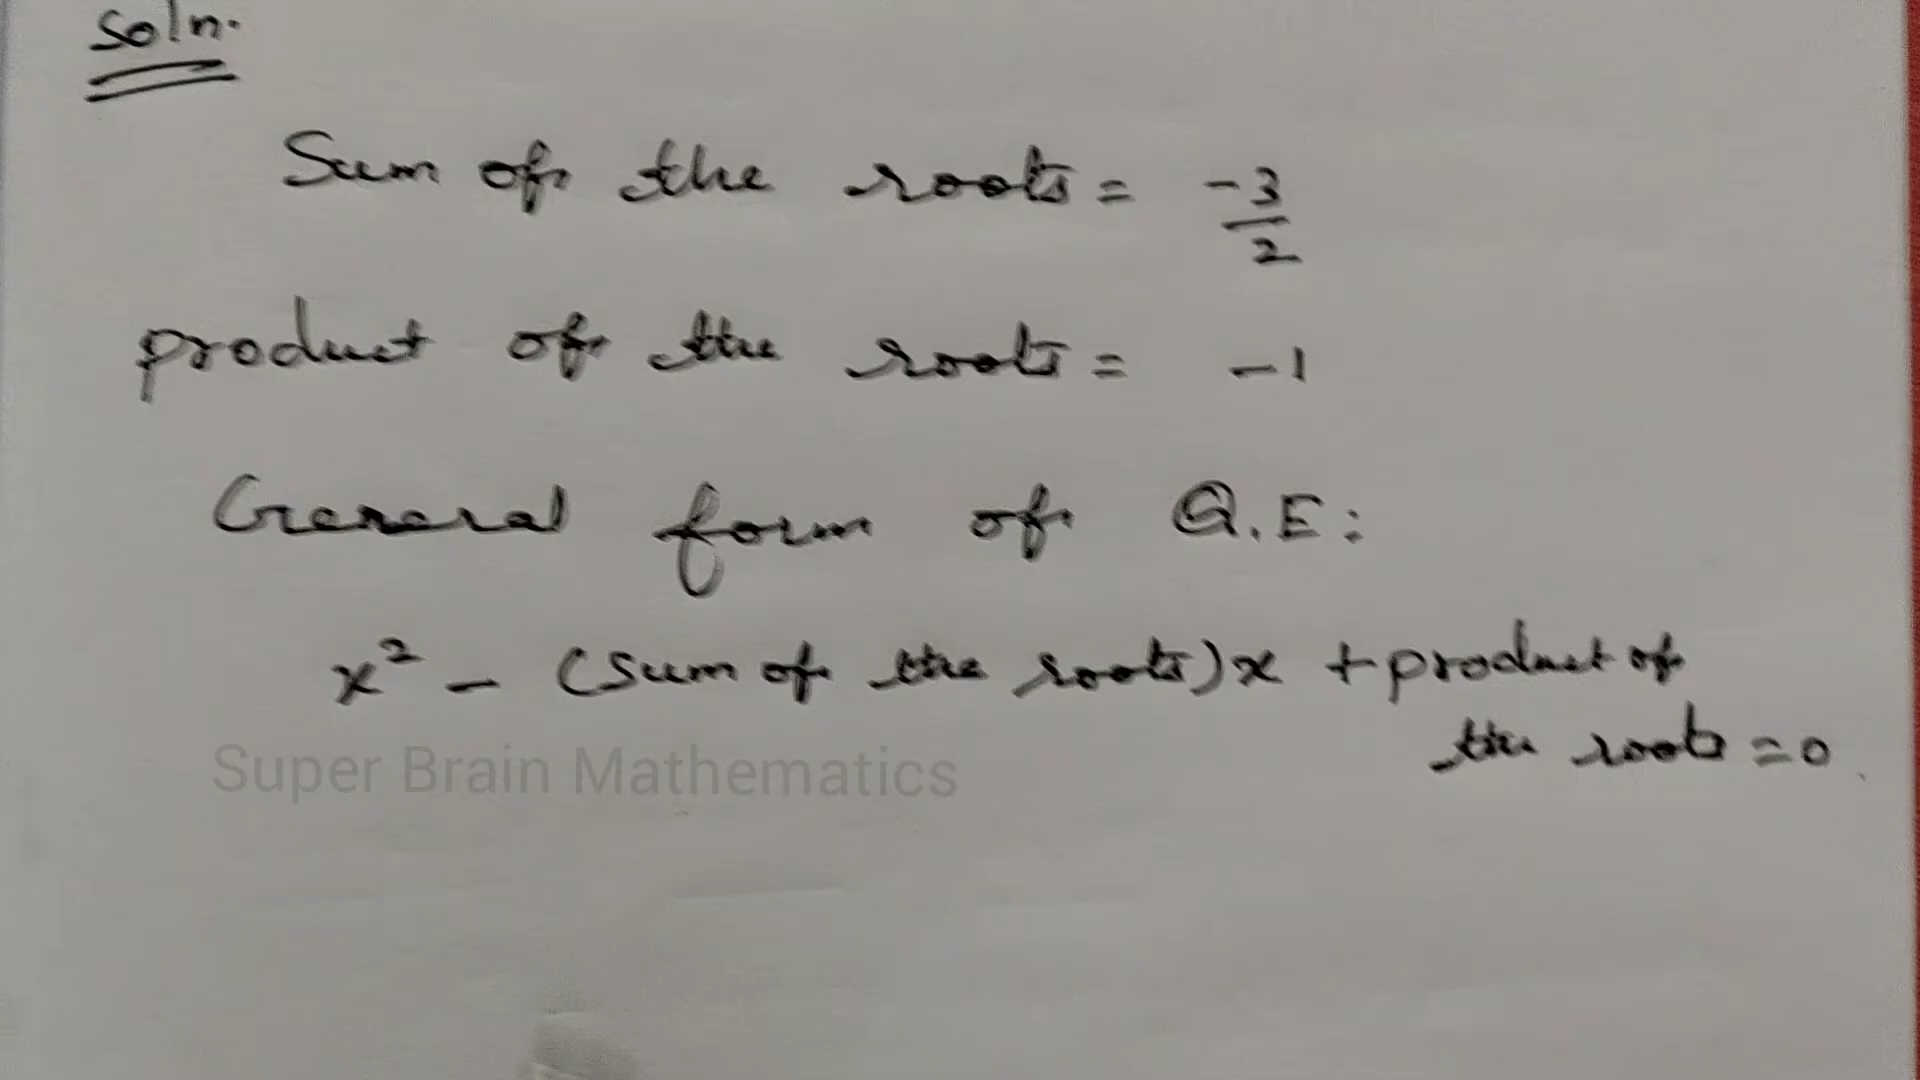 Soln.
Sum of the roots = -3/2
product of the roots = -1
General form of Q.E:
x² - (sum of the roots)x + product of
the roots = 0.
Super Brain Mathematics